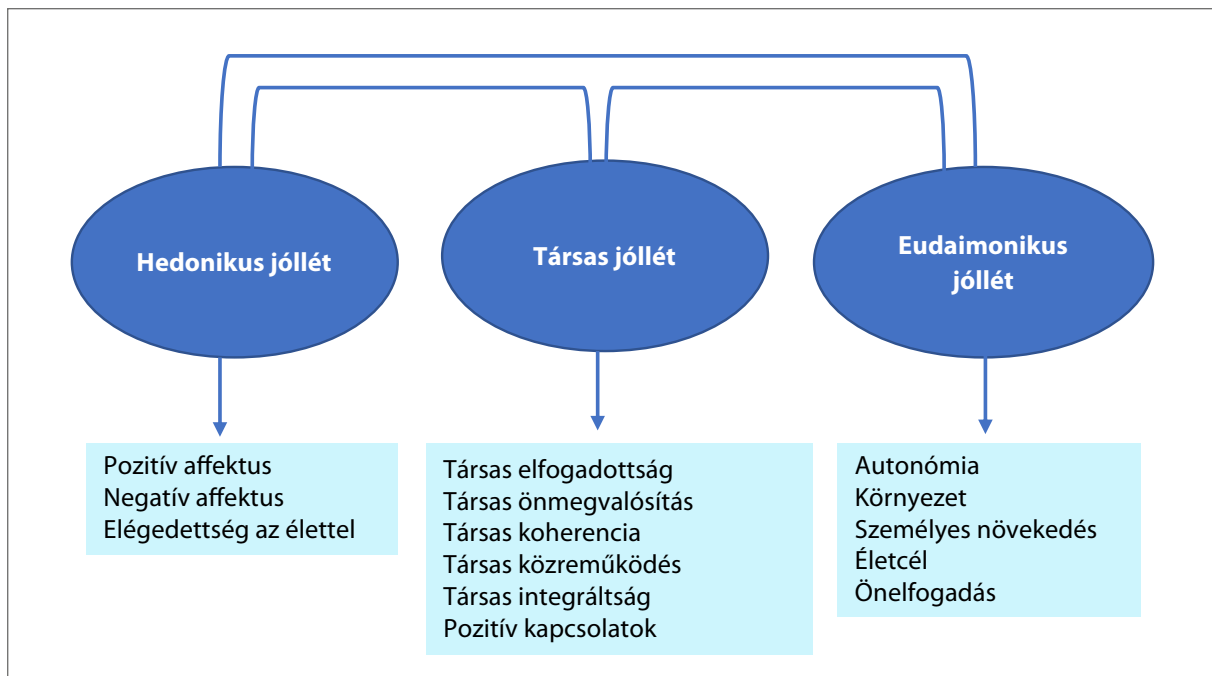 Hedonikus jóllét
Társas jóllét
Eudaimonikus
jóllét
Pozitív affektus
Negatív affektus
Elégedettség az élettel
Társas elfogadottság
Társas önmegvalósítás
Társas koherencia
Társas közreműködés
Társas integráltság
Pozitív kapcsolatok
Autonómia
Környezet
Személyes növekedés
Életcél
Önelfogadás